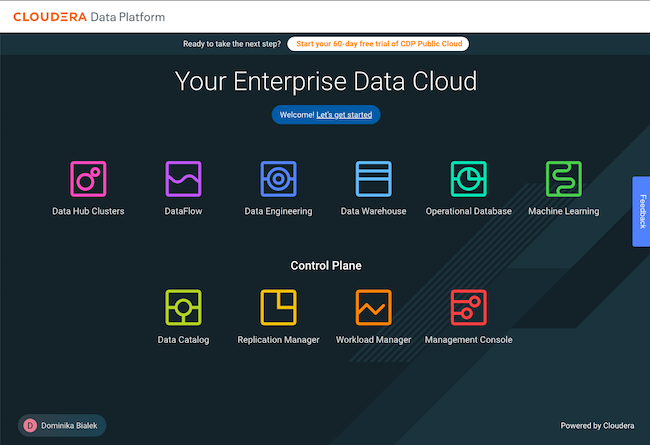 CLOUDERA Data Platform
Ready to take the next step? Start your 60-day free trial of CDP Public Cloud
Your Enterprise Data Cloud
Welcome! Let's get started
Data Hub Clusters DataFlow Data Engineering Data Warehouse Operational Database Machine Learning
Feedback
Control Plane
Data Catalog Replication Manager Workload Manager Management Console
D Dominika Bialek Powered by Cloudera